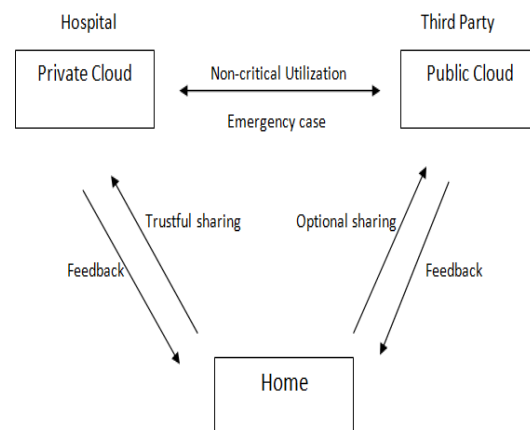 Hospital
Third Party
Private Cloud
Non-critical Utilization
Public Cloud
Emergency case
Trustful sharing
Optional sharing
Feedback
Feedback
Home